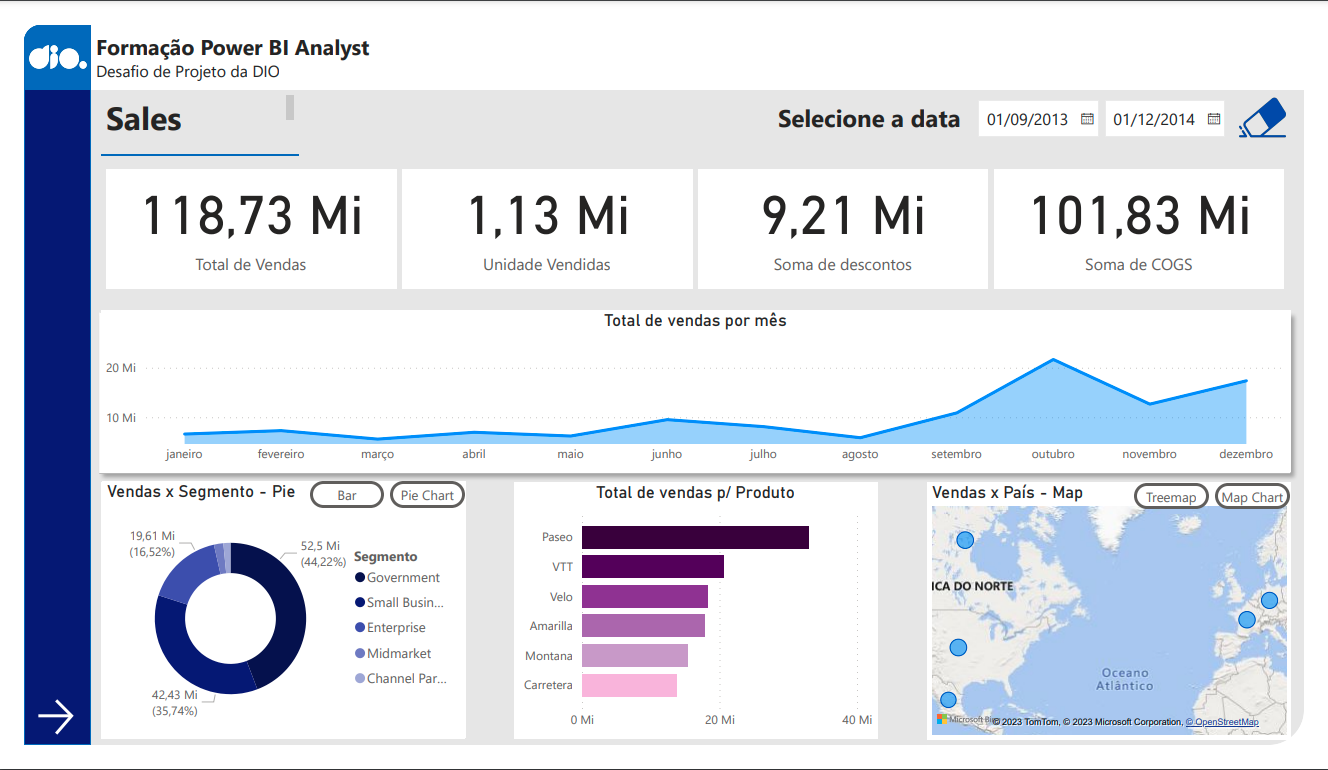 dio.
Formação Power BI Analyst
Desafio de Projeto da DIO
Sales
Selecione a data
01/09/2013
01/12/2014
118,73 Mi
Total de Vendas
1,13 Mi
Unidade Vendidas
9,21 Mi
Soma de descontos
101,83 Mi
Soma de COGS
Total de vendas por mês
20 Mi
10 Mi
janeiro fevereiro março abril maio junho julho agosto setembro outubro novembro dezembro
Vendas x Segmento - Pie
Bar
Pie Chart
19,61 Mi
(16,52%)
52,5 Mi
(44,22%)
42,43 Mi
(35,74%)
Segmento
Government
Small Busin...
Enterprise
Midmarket
Channel Par...
Total de vendas p/ Produto
Paseo
VTT
Velo
Amarilla
Montana
Carretera
0 Mi 20 Mi 40 Mi
Vendas x País - Map
Treemap
Map Chart
ICA DO NORTE
Oceano
Atlântico
Microsoft Bi
© 2023 TomTom, © 2023 Microsoft Corporation, © OpenStreetMap